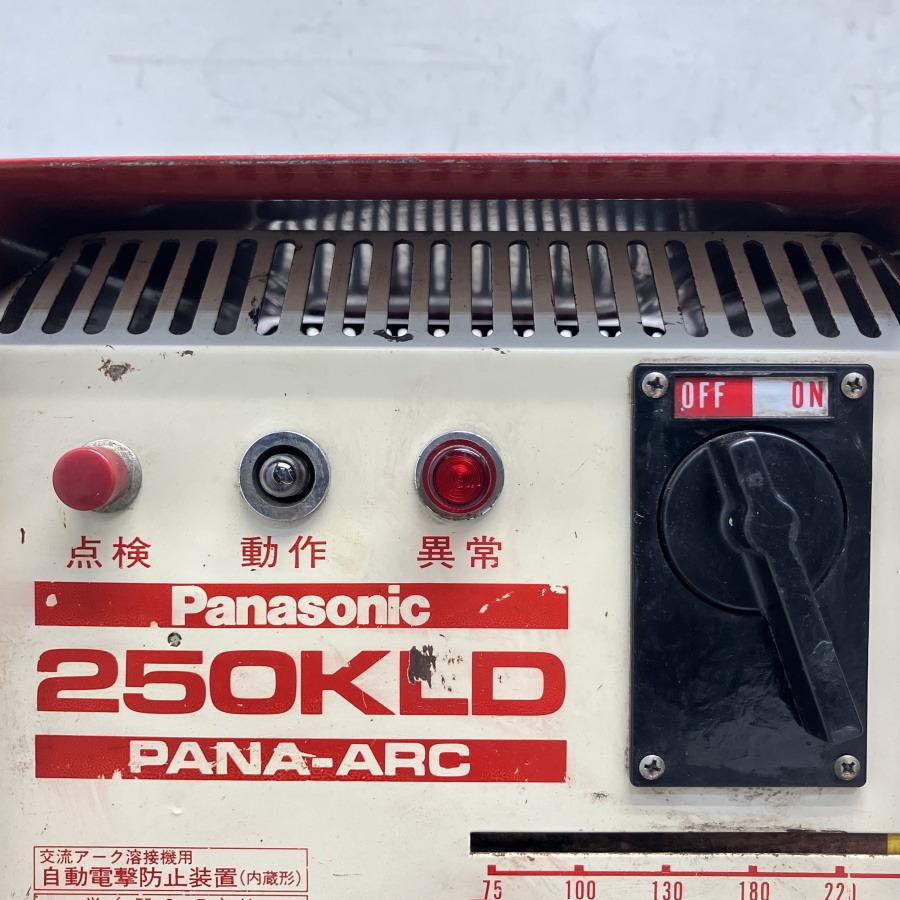 OFF ON
点検 動作 異常
Panasonic
250KLD
PANA-ARC
交流アーク溶接機用
自動電撃防止装置(内蔵形)
75 100 130 180 220